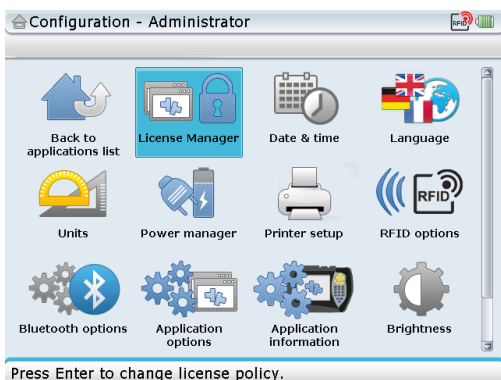 Configuration - Administrator
RFID
Back to
applications list
License Manager
Date & time
Language
Units
Power manager
Printer setup
RFID
RFID options
Bluetooth options
Application
options
Application
information
Brightness
Press Enter to change license policy.